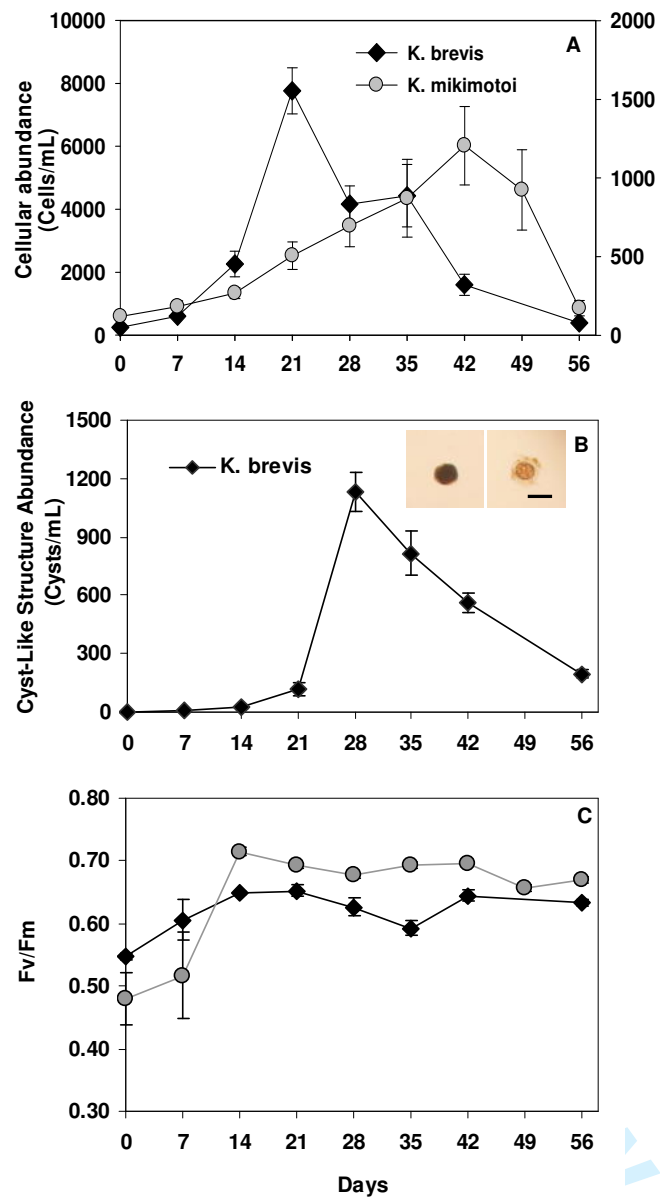 A
K. brevis
K. mikimotoi
Cellular abundance
(Cells/mL)
10000
8000
6000
4000
2000
0
2000
1500
1000
500
0
0 7 14 21 28 35 42 49 56
B
K. brevis
Cyst-Like Structure Abundance
(Cysts/mL)
1500
1200
900
600
300
0
0 7 14 21 28 35 42 49 56
C
Fv/Fm
0.80
0.70
0.60
0.50
0.40
0.30
0 7 14 21 28 35 42 49 56
Days